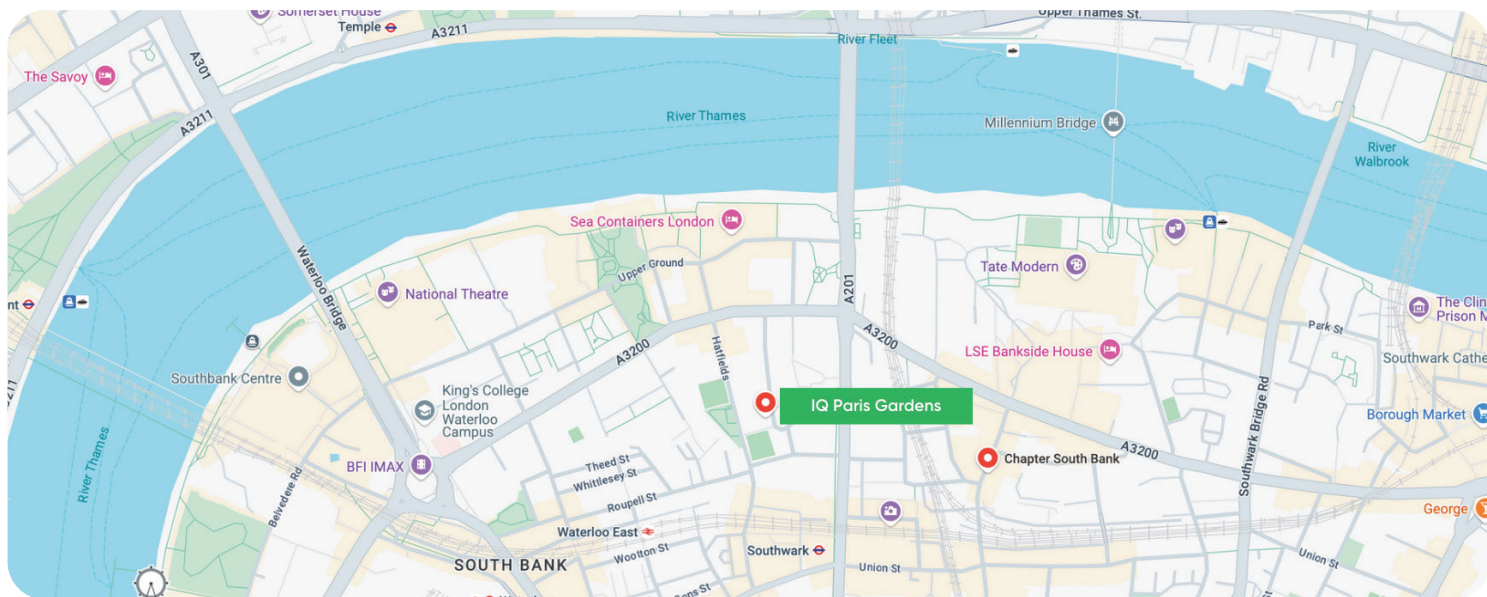 Somerset House
Temple
A3211
River Fleet
Upper Thames St.
The Savoy
A301
A3211
River Thames
Millennium Bridge
River
Walbrook
Sea Containers London
Waterloo Bridge
Upper Ground
A201
Tate Modern
National Theatre
The Clin
Prison M
A3200
A3200
Park St
Hatfields
LSE Bankside House
Southwark Cathe
A3211
Southbank Centre
King's College
London
Waterloo
Campus
IQ Paris Gardens
Southwark Bridge Rd
Borough Market
nt
River Thames
Belvedere Rd
BFI IMAX
Theed St
Whittlesey St
Chapter South Bank
A3200
Roupell St
George
Waterloo East
Wootton St
Southwark
SOUTH BANK
Union St
Union St